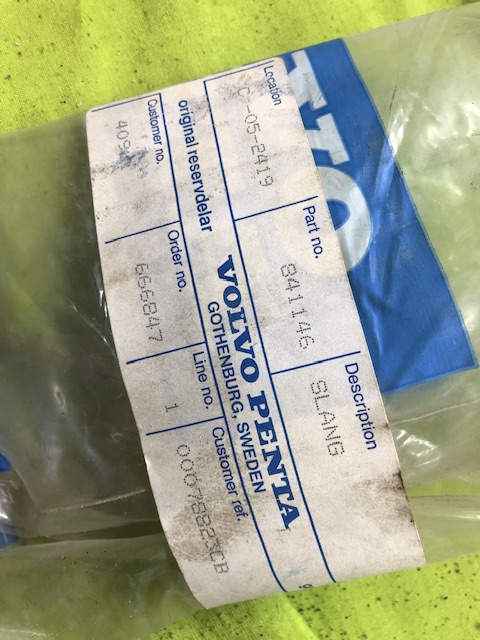 Location
C-05-2419
Part no.
841146
Description
SLANG
original reservdelar
VOLVO PENTA
GOTHENBURG, SWEDEN
Customer no.
Order no.
666847
Line no.
1
Customer ref.